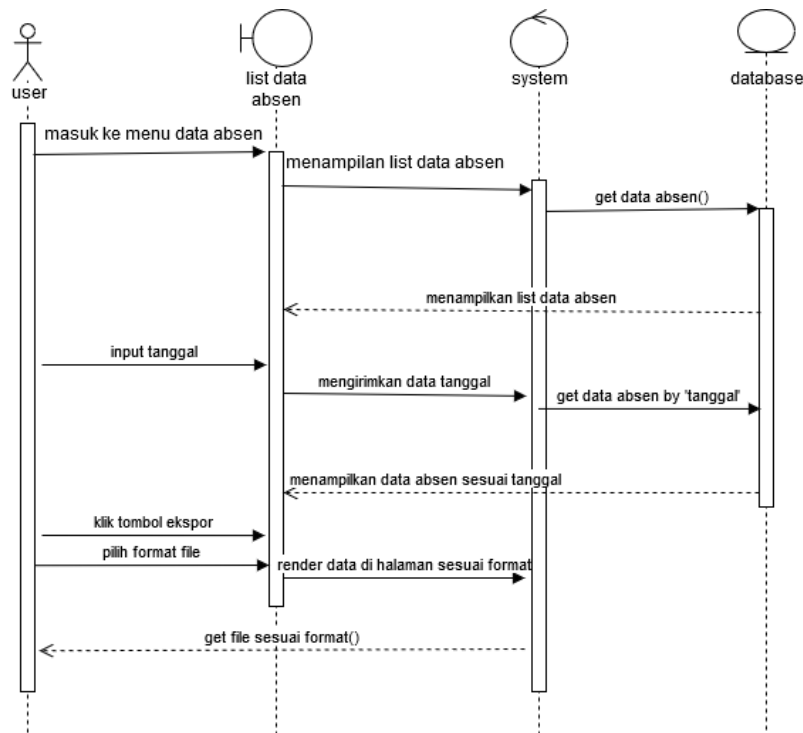 user
list data
absen
system
database
masuk ke menu data absen
menampilan list data absen
get data absen()
menampilkan list data absen
input tanggal
mengirimkan data tanggal
get data absen by 'tanggal'
menampilkan data absen sesuai tanggal
klik tombol ekspor
pilih format file
render data di halaman sesuai format
get file sesuai format()